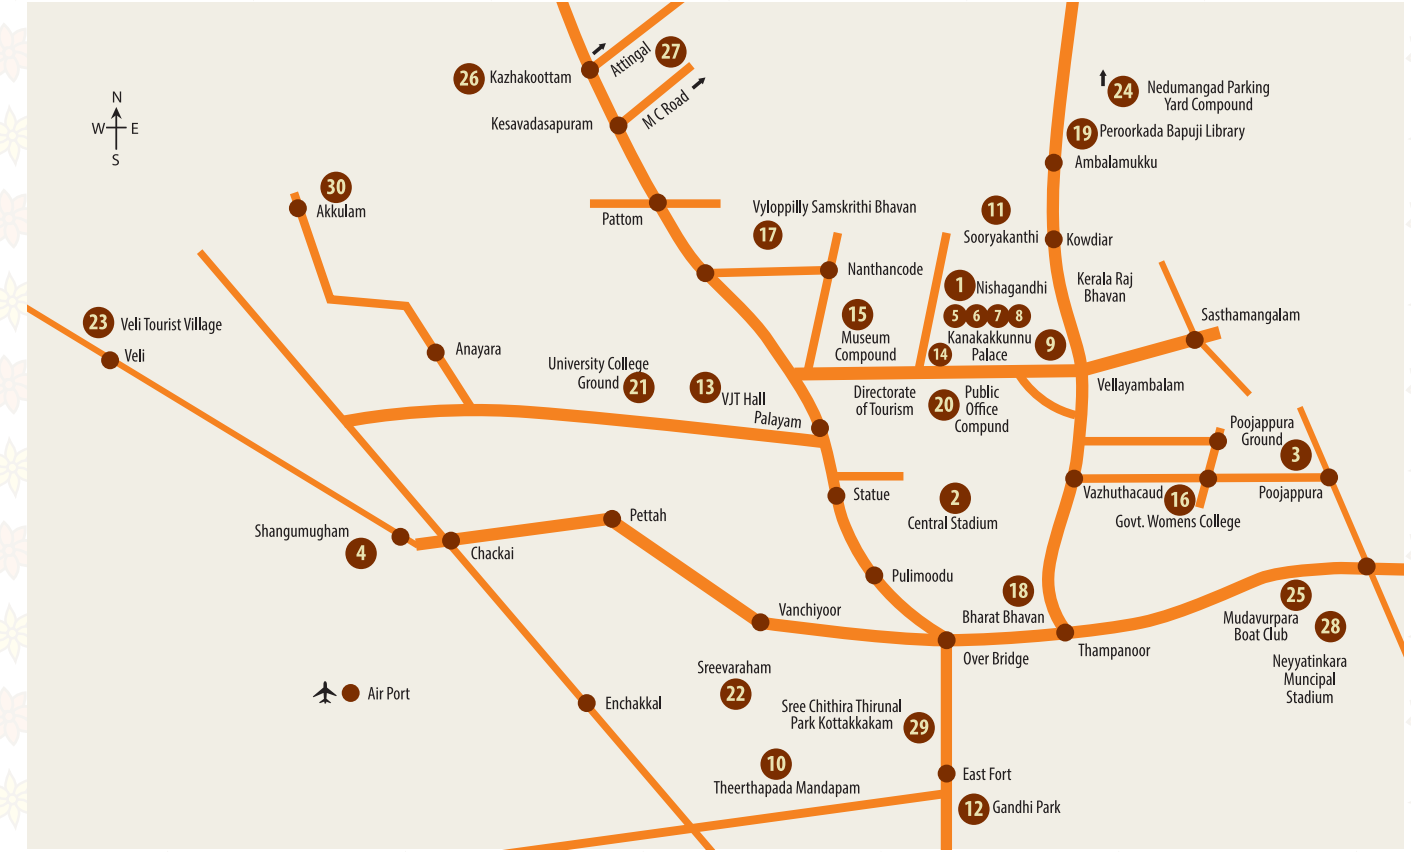 27
Attingal
26 Kazhakoottam
M C Road
Kesavadasapuram
N
W E
S
24 Nedumangad Parking
Yard Compound
19 Peroorkada Bapuji Library
Ambalamukku
30
Akkulam
Pattom
Vyloppilly Samskrithi Bhavan
17
11
Sooryakanthi
Kowdiar
Nanthancode
1 Nishagandhi
5 6 7 8
Kanakakkunnu
Palace
14
9
Kerala Raj
Bhavan
15
Museum
Compound
Sasthamangalam
23 Veli Tourist Village
Veli
Anayara
University College
Ground 21
13 VJT Hall
Palayam
Directorate
of Tourism
20 Public
Office
Compund
Vellayambalam
Poojappura
Ground
3
Poojappura
Vazhuthacaud 16
Govt. Womens College
Statue
2
Central Stadium
Shangumugham
4
Pettah
Chackai
Pulimoodu
Vanchiyoor
18
Bharat Bhavan
Over Bridge
Thampanoor
25
Mudavurpara
Boat Club
28
Neyyatinkara
Muncipal
Stadium
Sreevaraham
22
Air Port
Enchakkal
Sree Chithira Thirunal
Park Kottakkakam 29
10
Theerthapada Mandapam
East Fort
12 Gandhi Park